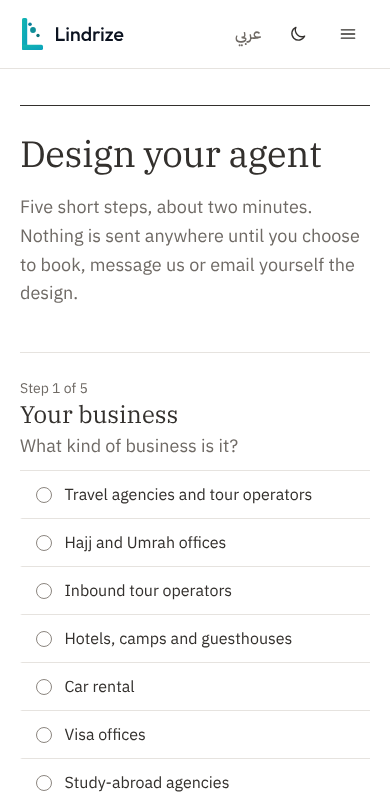 Lindrize
عربي
Design your agent
Five short steps, about two minutes.
Nothing is sent anywhere until you choose
to book, message us or email yourself the
design.
Step 1 of 5
Your business
What kind of business is it?
Travel agencies and tour operators
Hajj and Umrah offices
Inbound tour operators
Hotels, camps and guesthouses
Car rental
Visa offices
Study-abroad agencies